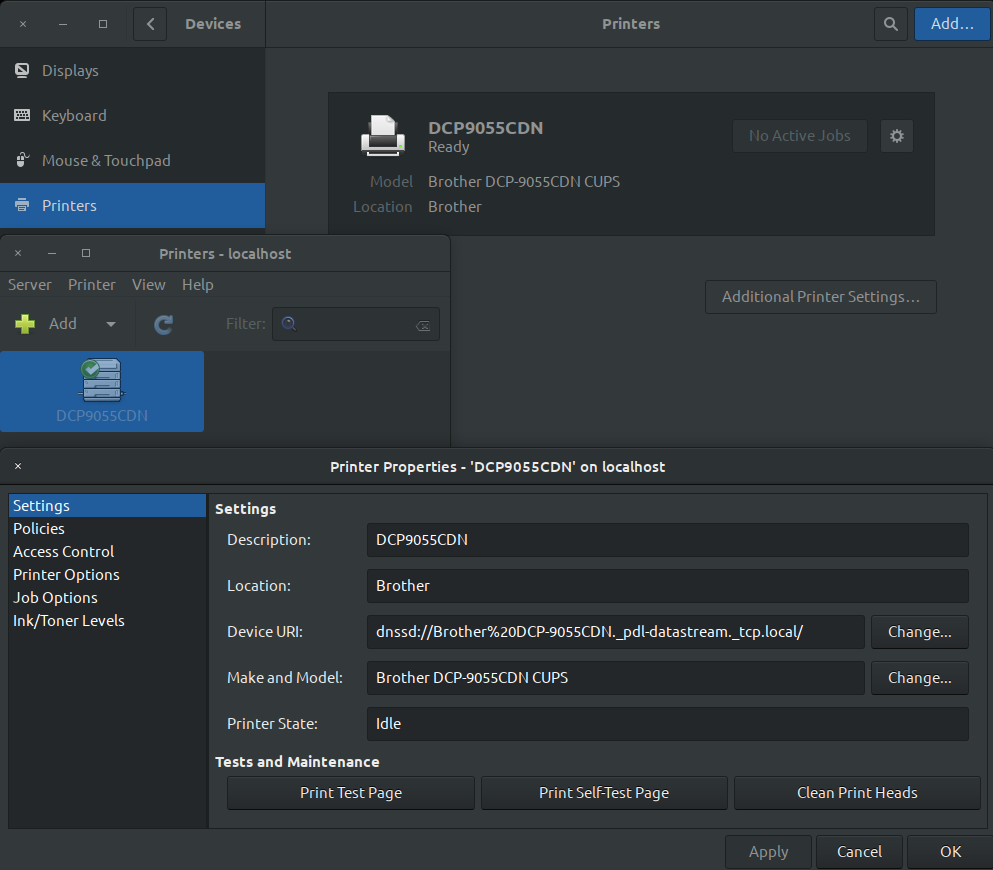 Devices
Printers
Add...
Displays
Keyboard
Mouse & Touchpad
Printers
DCP9055CDN
Ready
No Active Jobs
Model Brother DCP-9055CDN CUPS
Location Brother
Additional Printer Settings...
Printers - localhost
Server Printer View Help
Add
Filter:
DCP9055CDN
Printer Properties - 'DCP9055CDN' on localhost
Settings
Policies
Access Control
Printer Options
Job Options
Ink/Toner Levels
Settings
Description: DCP9055CDN
Location: Brother
Device URI: dnssd://Brother%20DCP-9055CDN._pdl-datastream._tcp.local/ Change...
Make and Model: Brother DCP-9055CDN CUPS Change...
Printer State: Idle
Tests and Maintenance
Print Test Page Print Self-Test Page Clean Print Heads
Apply Cancel OK